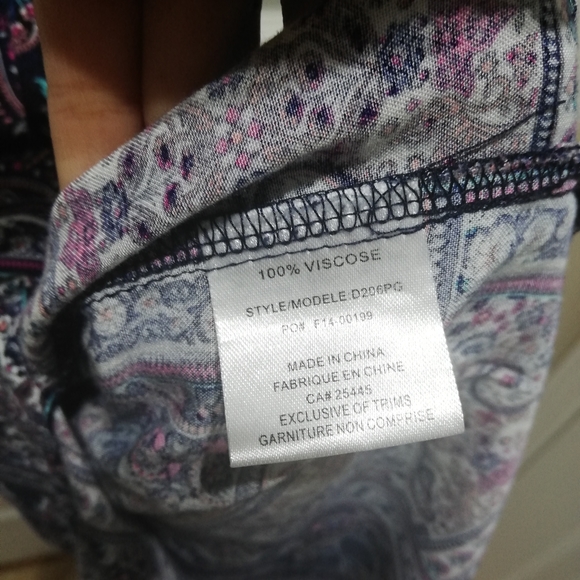 100% VISCOSE
STYLE/MODELE:D206PG
PO# F14-00199
MADE IN CHINA
FABRIQUE EN CHINE
CA# 25445
EXCLUSIVE OF TRIMS
GARNITURE NON COMPRISE